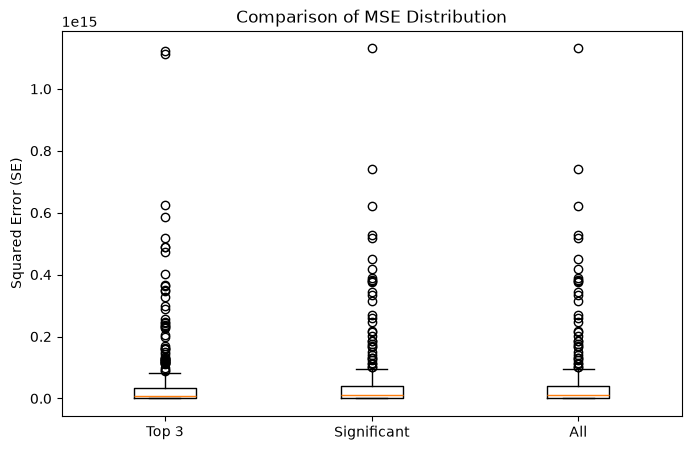 Comparison of MSE Distribution
1e15
Squared Error (SE)
1.0
0.8
0.6
0.4
0.2
0.0
Top 3
Significant
All